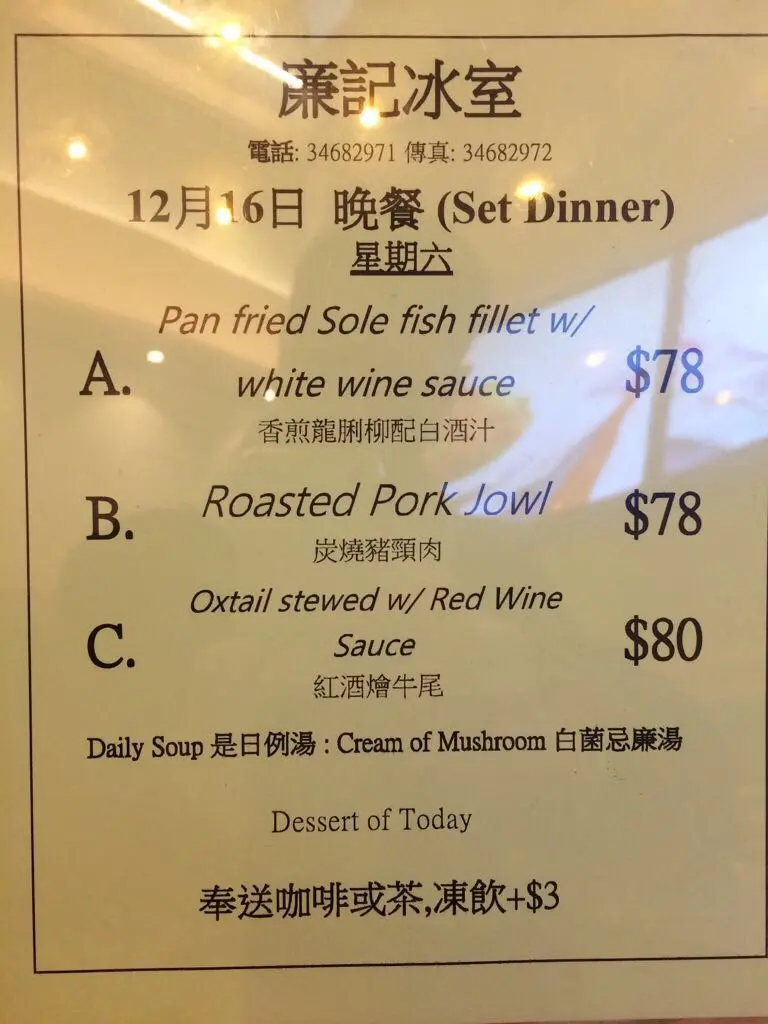 廉記冰室
電話: 34682971 傳真: 34682972
12月16日 晚餐 (Set Dinner)
星期六
Pan fried Sole fish fillet w/
A. white wine sauce $78
香煎龍脷柳配白酒汁
B. Roasted Pork Jowl $78
炭燒豬頸肉
Oxtail stewed w/ Red Wine
C. Sauce $80
紅酒燴牛尾
Daily Soup 是日例湯 : Cream of Mushroom 白菌忌廉湯
Dessert of Today
奉送咖啡或茶,凍飲+$3